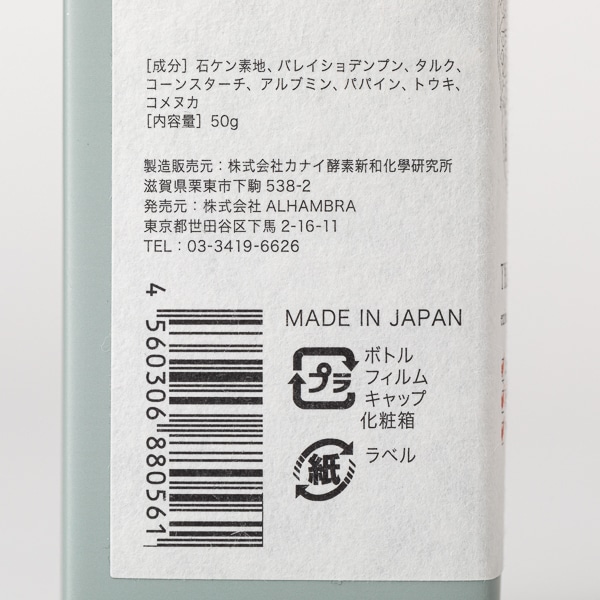 [成分] 石ケン素地、バレイショデンプン、タルク、
コーンスターチ、アルブミン、パパイン、トウキ、
コメヌカ
[内容量] 50g
製造販売元：株式会社カナイ酵素新和化學研究所
滋賀県栗東市下鈎 538-2
発売元：株式会社 ALHAMBRA
東京都世田谷区下馬 2-16-11
TEL：03-3419-6626
4 560306 880561
MADE IN JAPAN
プラ
ボトル
フィルム
キャップ
化粧箱
紙
ラベル